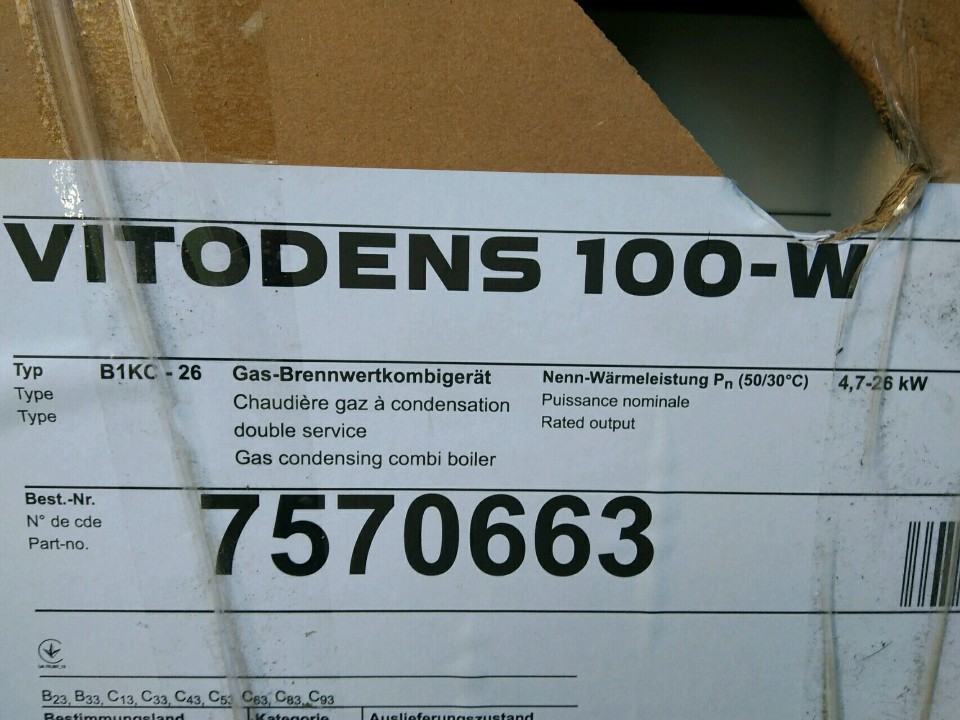 VITODENS 100-W
Typ B1KC - 26 Gas-Brennwertkombigerät Nenn-Wärmeleistung Pn (50/30°C) 4,7-26 kW
Type Chaudière gaz à condensation Puissance nominale
Type double service Rated output
Gas condensing combi boiler
Best.-Nr. 7570663
N° de cde
Part-no.
B23, B33, C13, C33, C43, C53, C63, C83, C93
Bestimmungsland Kategorie Auslieferungszustand